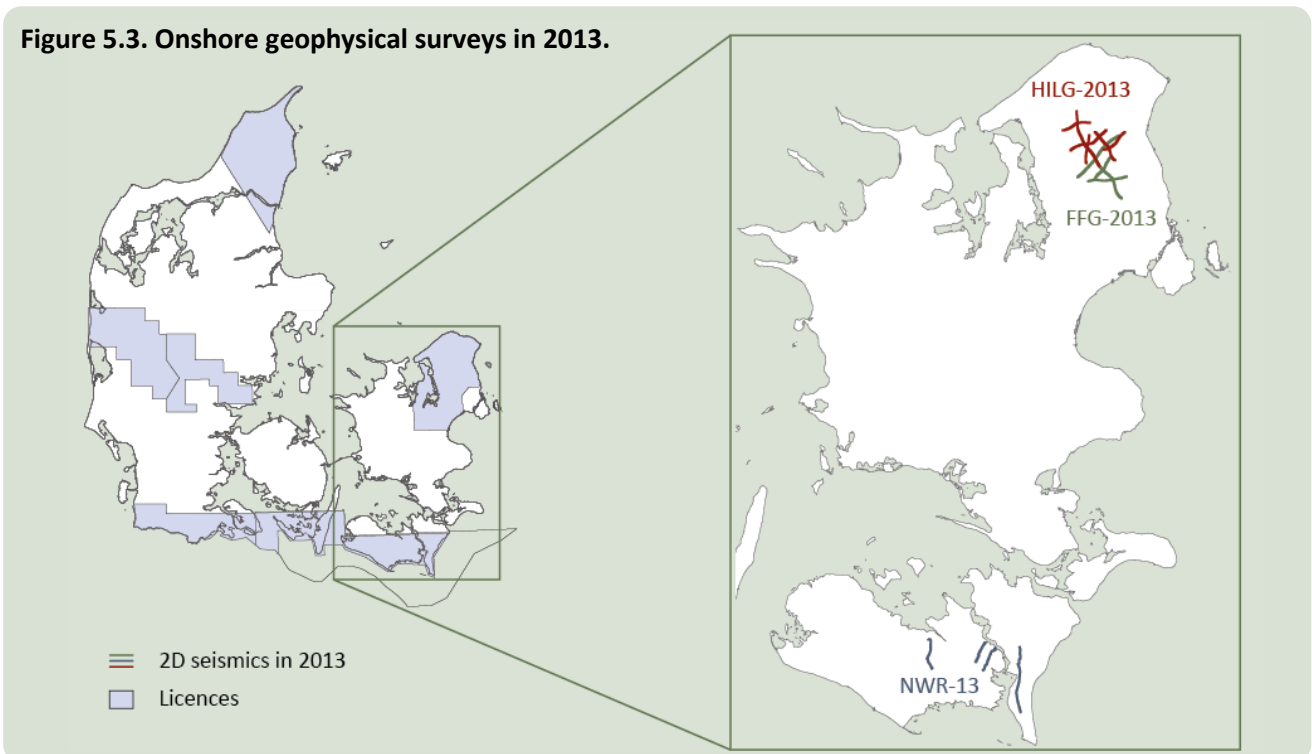 Figure 5.3. Onshore geophysical surveys in 2013.
HILG-2013
FFG-2013
NWR-13
2D seismics in 2013
Licences